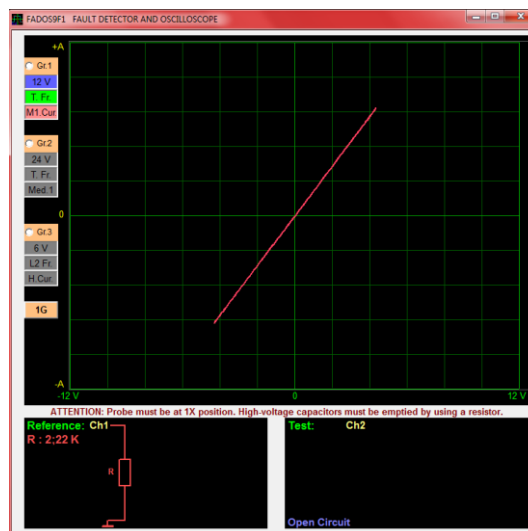 FADOS9F1 FAULT DETECTOR AND OSCILLOSCOPE
+A
Gr.1
12 V
T. Fr.
M1.Cur
Gr.2
24 V
T. Fr.
Med.1
0
Gr.3
6 V
L2 Fr.
H.Cur
1G
-A
-12 V
0
12 V
ATTENTION: Probe must be at 1X position. High-voltage capacitors must be emptied by using a resistor.
Reference: Ch1
R : 2;22 K
R
Test: Ch2
Open Circuit